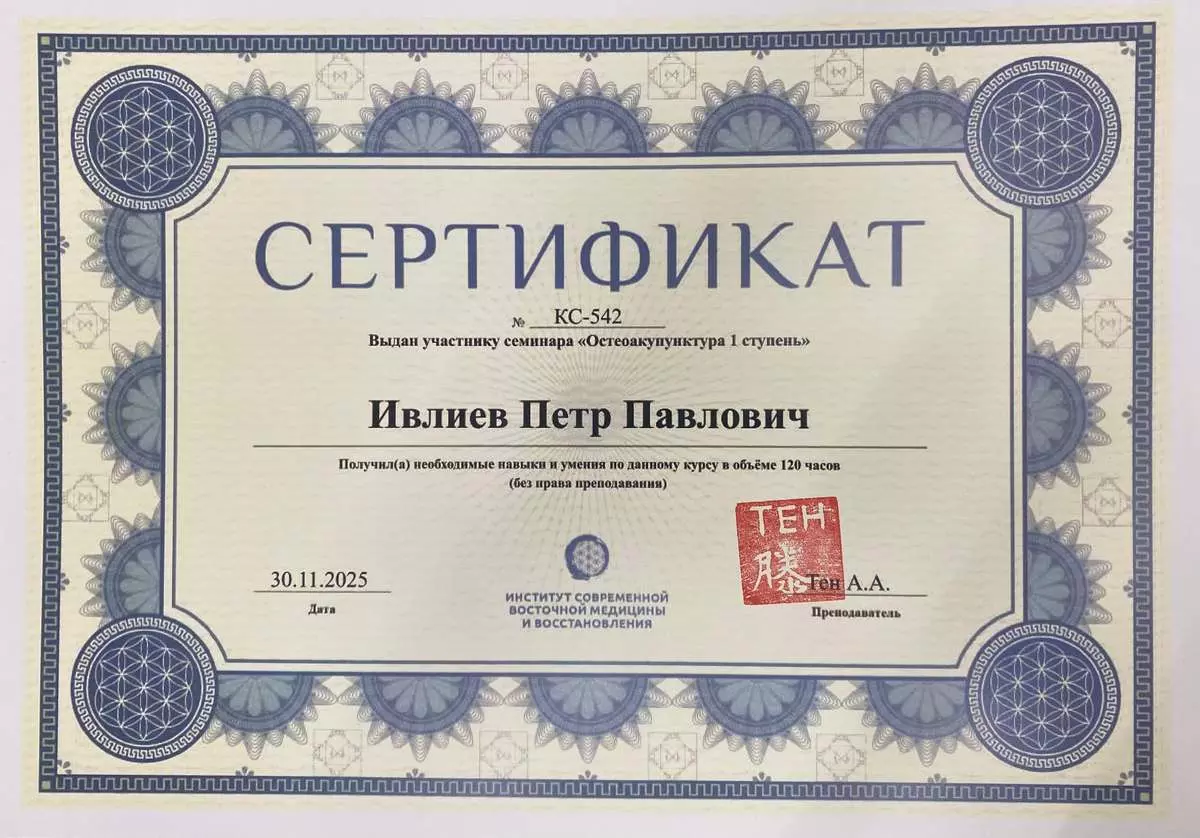 СЕРТИФИКАТ
№ КС-542
Выдан участнику семинара «Остеоакупунктура 1 ступень»
Ивлиев Петр Павлович
Получил(а) необходимые навыки и умения по данному курсу в объёме 120 часов
(без права преподавания)
ТЕН
滕
30.11.2025
Тен А.А.
Дата
Преподаватель
ИНСТИТУТ СОВРЕМЕННОЙ
ВОСТОЧНОЙ МЕДИЦИНЫ
И ВОССТАНОВЛЕНИЯ